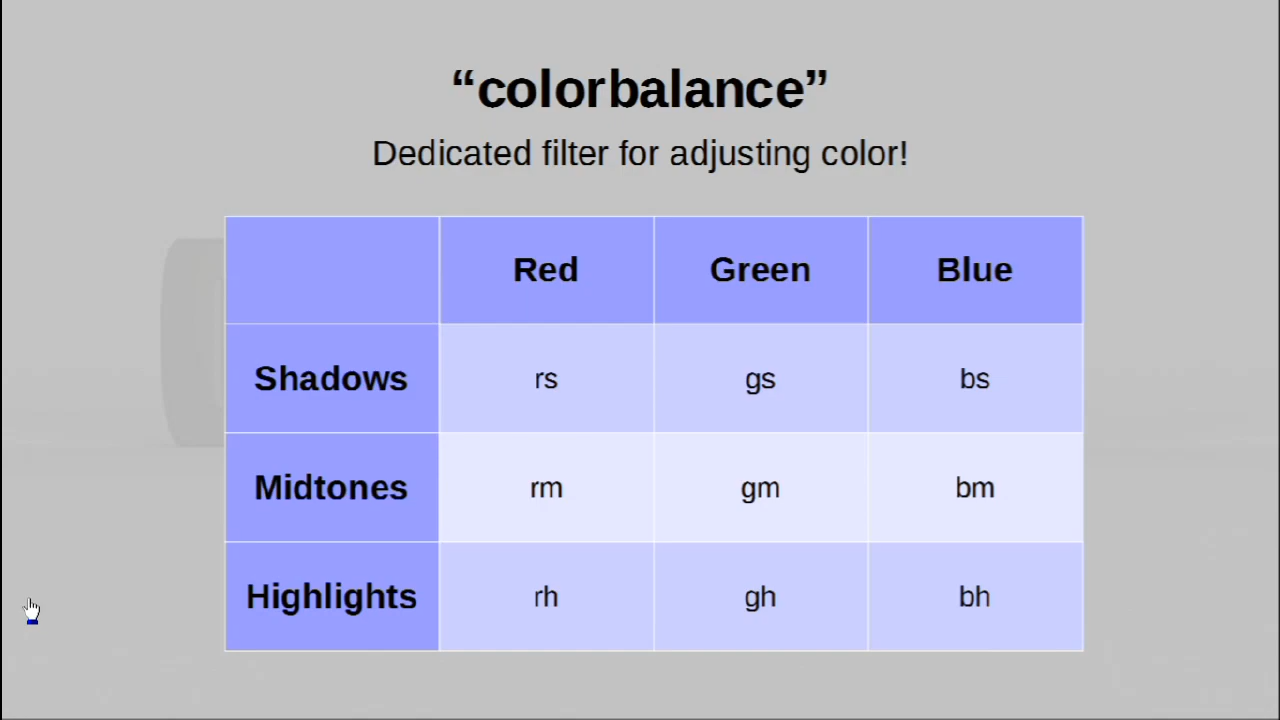 “colorbalance”
Dedicated filter for adjusting color!
Red Green Blue
Shadows rs gs bs
Midtones rm gm bm
Highlights rh gh bh